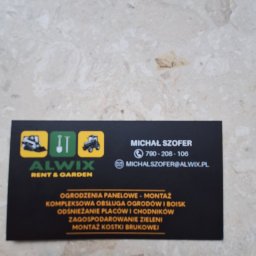 ALWIX
RENT & GARDEN
MICHAŁ SZOFER
790 - 206 - 106
MICHALSZOFER@ALWIX.PL
OGRODZENIA PANELOWE - MONTAŻ
KOMPLEKSOWA OBSŁUGA OGRODÓW I BOISK
ODŚNIEŻANIE PLACÓW I CHODNIKÓW
ZAGOSPODAROWANIE ZIELENI
MONTAŻ KOSTKI BRUKOWEJ